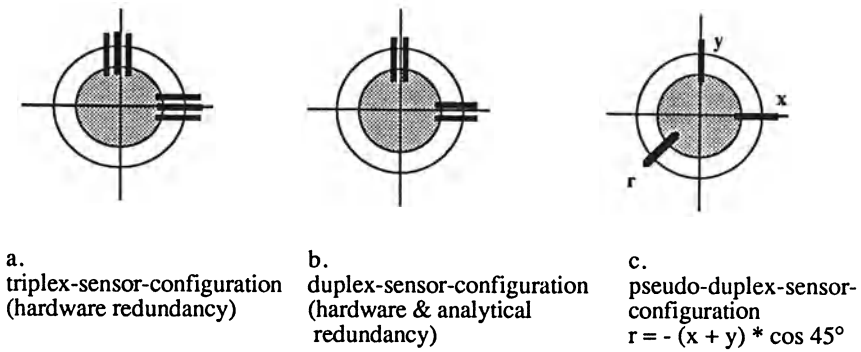 y
x
r
a.
triplex-sensor-configuration
(hardware redundancy)
b.
duplex-sensor-configuration
(hardware & analytical
redundancy)
c.
pseudo-duplex-sensor-
configuration
r = - (x + y) * cos 45°